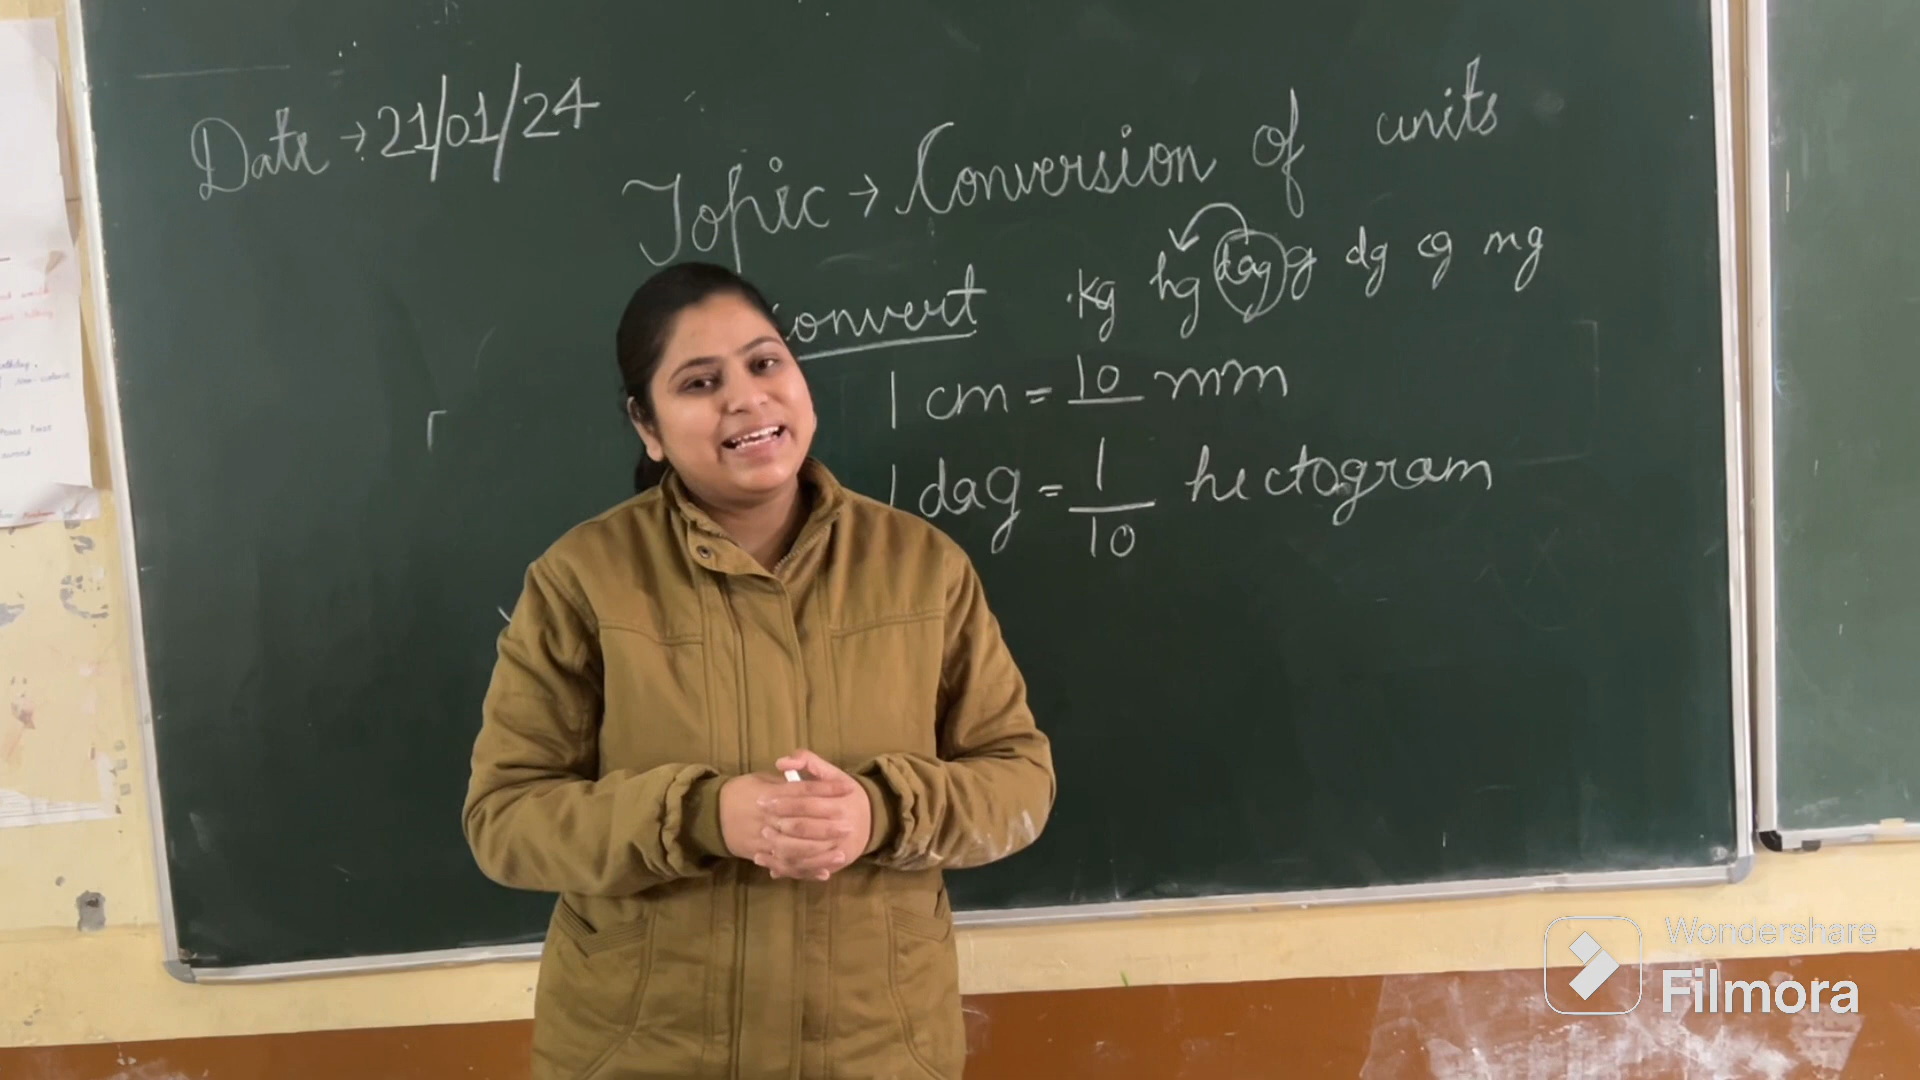 Date → 21/01/24
Topic → Conversion of units
convert kg hg dag g dg cg mg
1 cm = 10 mm
1 dag = 1/10 hectogram
Wondershare
Filmora